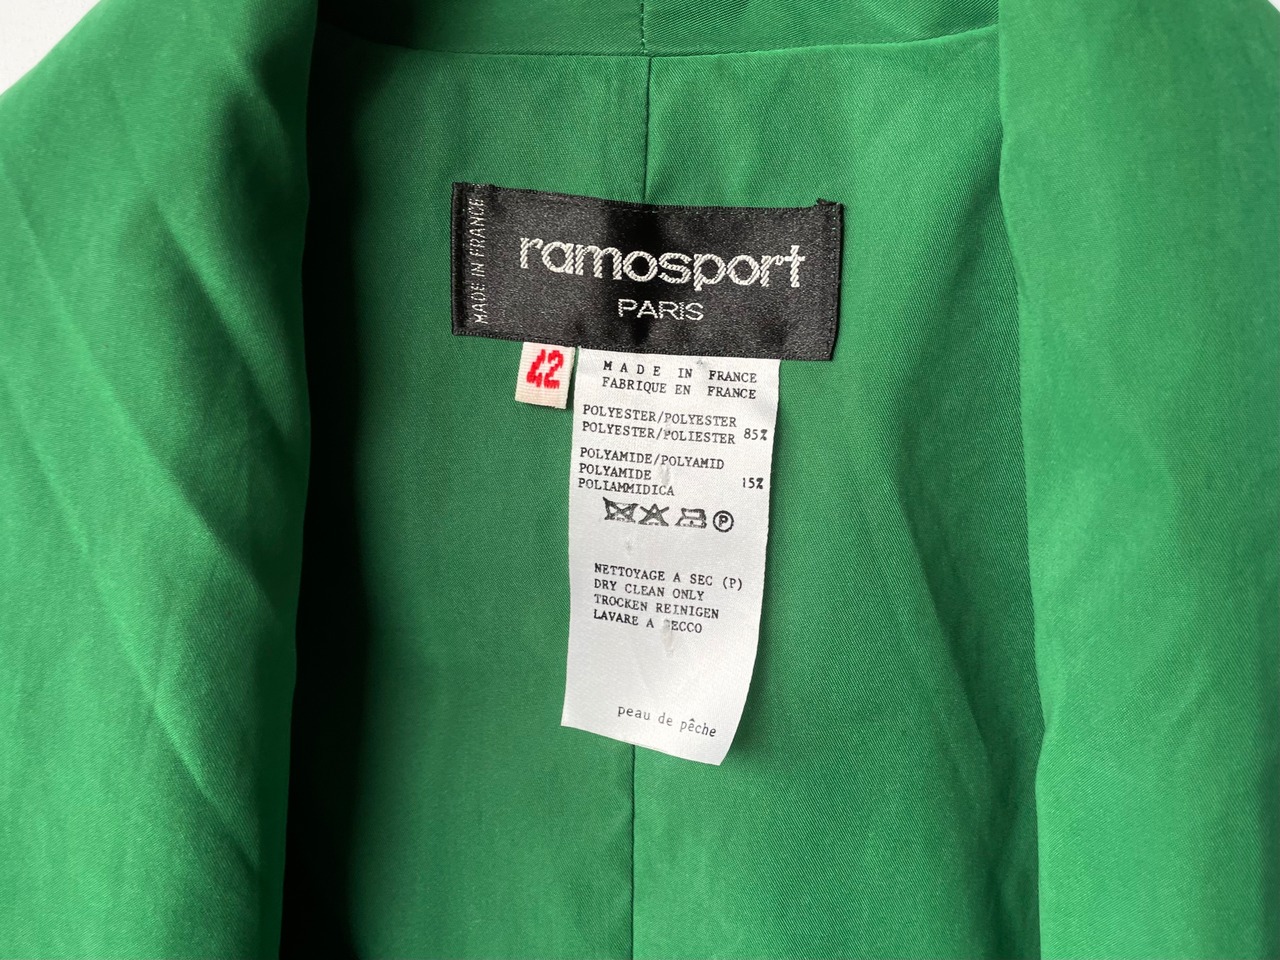 MADE IN FRANCE
ramosport
PARIS
42
MADE IN FRANCE
FABRIQUE EN FRANCE
POLYESTER/POLYESTER
POLYESTER/POLIESTER 85%
POLYAMIDE/POLYAMID
POLYAMIDE 15%
POLIAMMIDICA
P
NETTOYAGE A SEC (P)
DRY CLEAN ONLY
TROCKEN REINIGEN
LAVARE A SECCO
peau de pêche